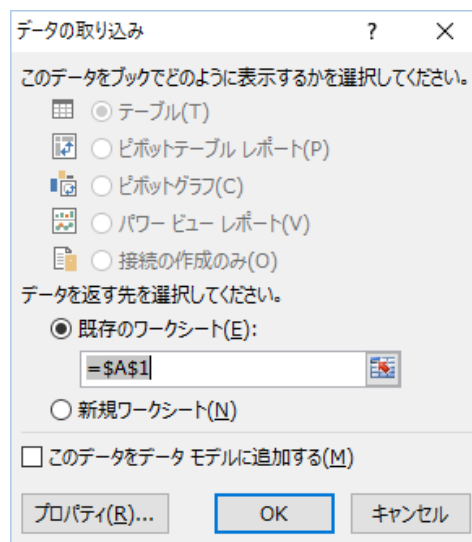 データの取り込み ? ×
このデータをブックでどのように表示するかを選択してください。
テーブル(T)
ピボットテーブル レポート(P)
ピボットグラフ(C)
パワー ビュー レポート(V)
接続の作成のみ(O)
データを返す先を選択してください。
既存のワークシート(E):
=$A$1
新規ワークシート(N)
このデータをデータ モデルに追加する(M)
プロパティ(R)... OK キャンセル